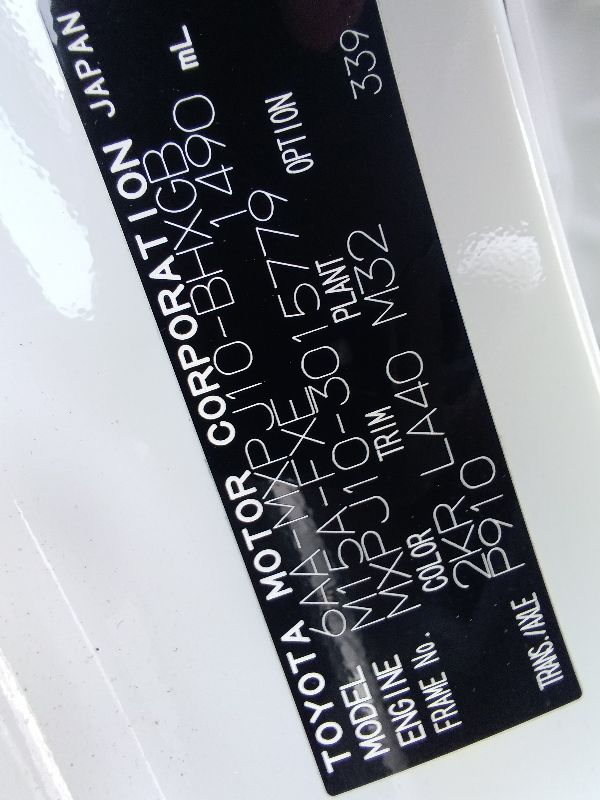 TOYOTA MOTOR CORPORATION JAPAN
MODEL 6AA-MXPJ10-BHXGB
ENGINE M15A-FXE 1490 mL
FRAME No. MXPJ10-3015779
COLOR TRIM PLANT OPTION
2KR LA40 M32 339
TRANS./AXLE P910